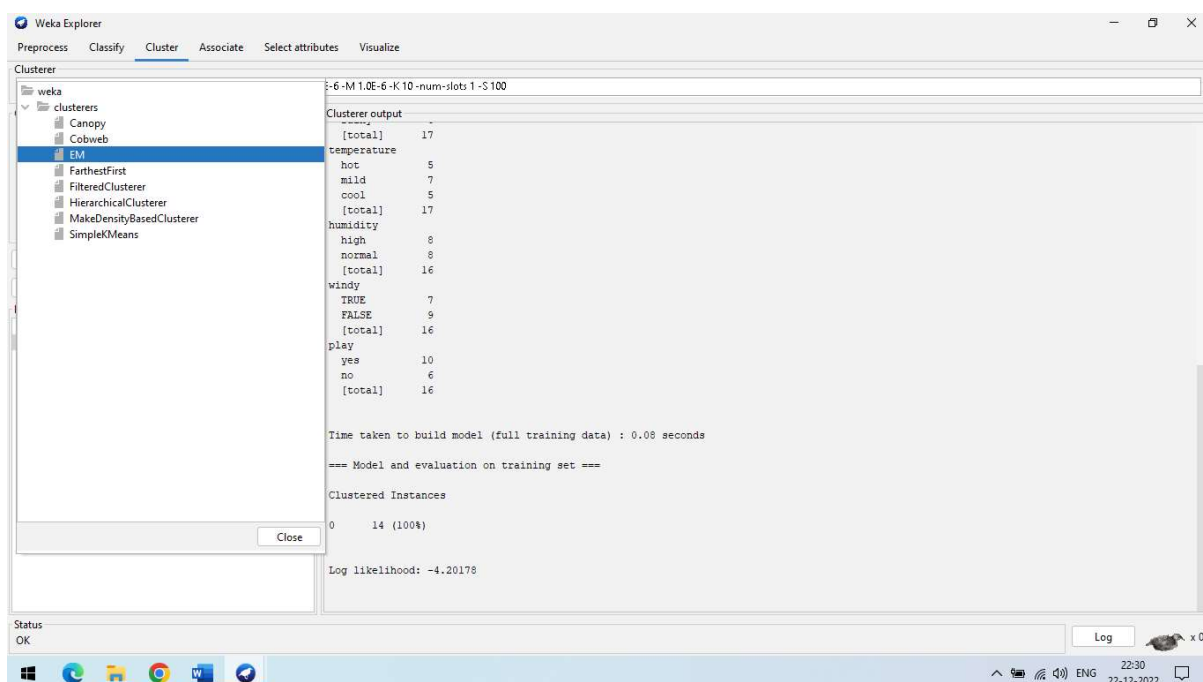 Weka Explorer
Preprocess Classify Cluster Associate Select attributes Visualize
Clusterer
weka
clusterers
Canopy
Cobweb
EM
FarthestFirst
FilteredClusterer
HierarchicalClusterer
MakeDensityBasedClusterer
SimpleKMeans
Close
E-6 -M 1.0E-6 -K 10 -num-slots 1 -S 100
Clusterer output
[total] 17
temperature
hot 5
mild 7
cool 5
[total] 17
humidity
high 8
normal 8
[total] 16
windy
TRUE 7
FALSE 9
[total] 16
play
yes 10
no 6
[total] 16
Time taken to build model (full training data) : 0.08 seconds
=== Model and evaluation on training set ===
Clustered Instances
0 14 (100%)
Log likelihood: -4.20178
Status
OK
Log
x 0
ENG
22:30
22-12-2022